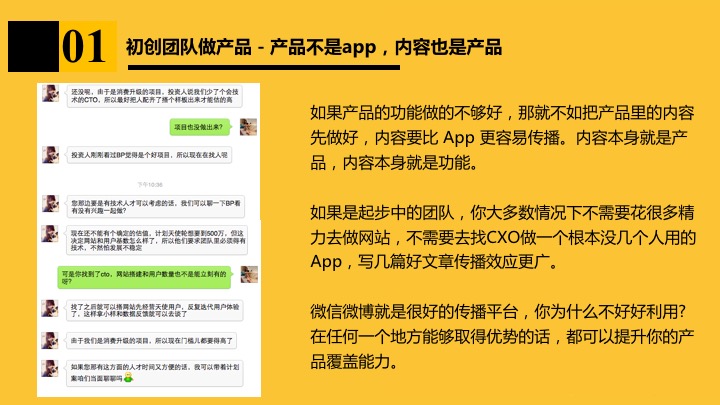 01
初创团队做产品 - 产品不是app，内容也是产品
还没呢，由于是消费升级的项目，投资人说我们少了个会技
术的CTO，所以最好把人配齐了搭个样板出来才能估的高
项目也没做出来？
投资人刚刚看过BP觉得是个好项目，所以现在在找人呢
下午10:36
您那边要是有技术人才可以考虑的话，我们可以聊一下BP看
有没有兴趣一起做？
现在还不能有个确定的估值，计划天使轮想要到500万，但这
决定网站和用户基数怎么样了，所以他们要求团队里必须得有
技术，不然怕发展不稳定
可是你找到了cto，网站搭建和用户数量也不是能立刻有的
呀？
找了之后就可以搭网站先经营天使用户，反复迭代用户体验
了，这样拿小样和数据反馈就可以去谈了
由于我们是消费升级的项目，所以现在门槛儿都要得高了
如果您那有这方面的人才时间又方便的话，我可以带着计划
案咱们当面聊聊吗
如果产品的功能做的不够好，那就不如把产品里的内容
先做好，内容要比 App 更容易传播。内容本身就是产
品，内容本身就是功能。
如果是起步中的团队，你大多数情况下不需要花很多精
力去做网站，不需要去找CXO做一个根本没几个人用的
App，写几篇好文章传播效应更广。
微信微博就是很好的传播平台，你为什么不好好利用?
在任何一个地方能够取得优势的话，都可以提升你的产
品覆盖能力。